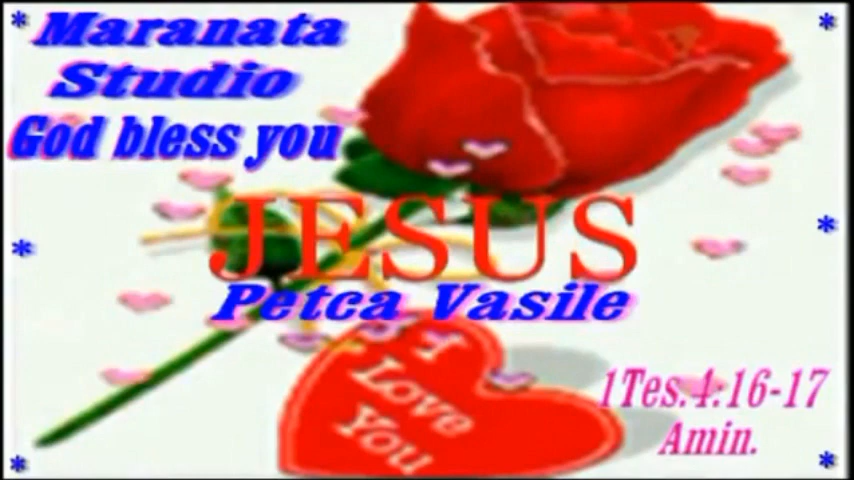 * Maranata *
Studio
God bless you
JESUS *
* Petca Vasile
I
Love
You
1Tes.4:16-17
Amin.
* *